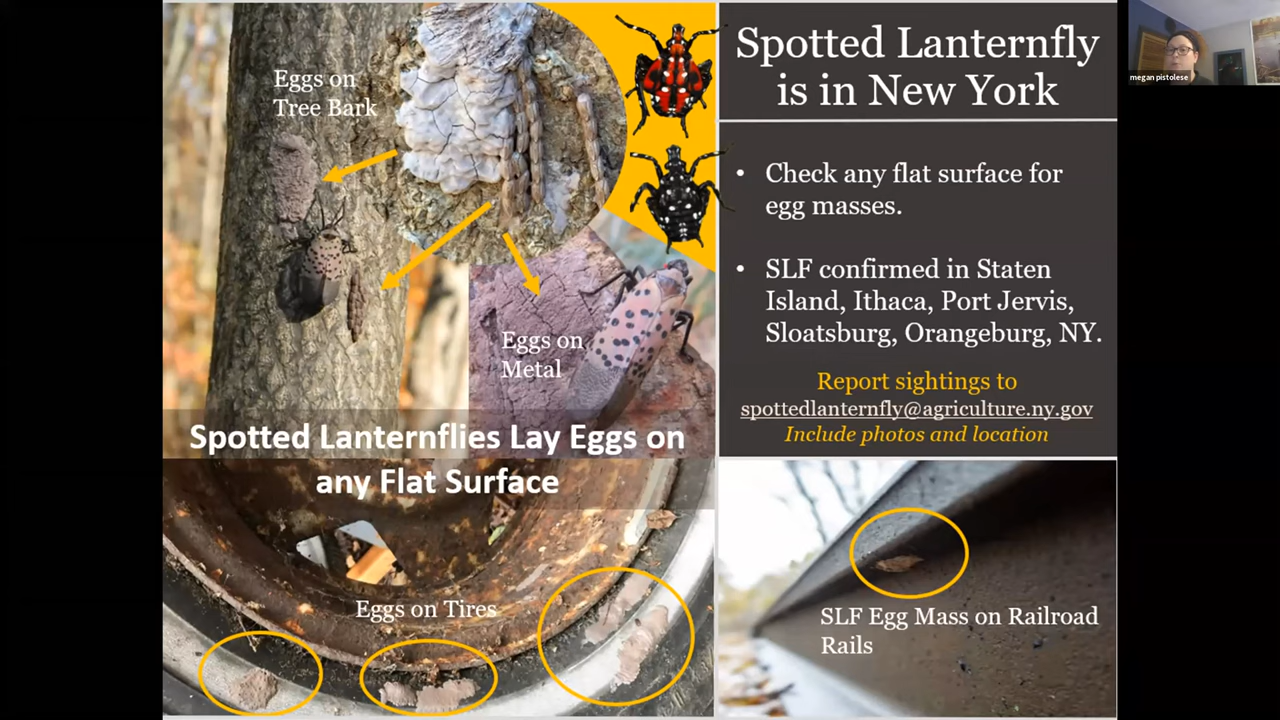 Eggs on
Tree Bark
Eggs on
Metal
Spotted Lanternflies Lay Eggs on
any Flat Surface
Eggs on Tires
Spotted Lanternfly
is in New York
• Check any flat surface for
egg masses.
• SLF confirmed in Staten
Island, Ithaca, Port Jervis,
Sloatsburg, Orangeburg, NY.
Report sightings to
spottedlanternfly@agriculture.ny.gov
Include photos and location
SLF Egg Mass on Railroad
Rails
megan pistolese